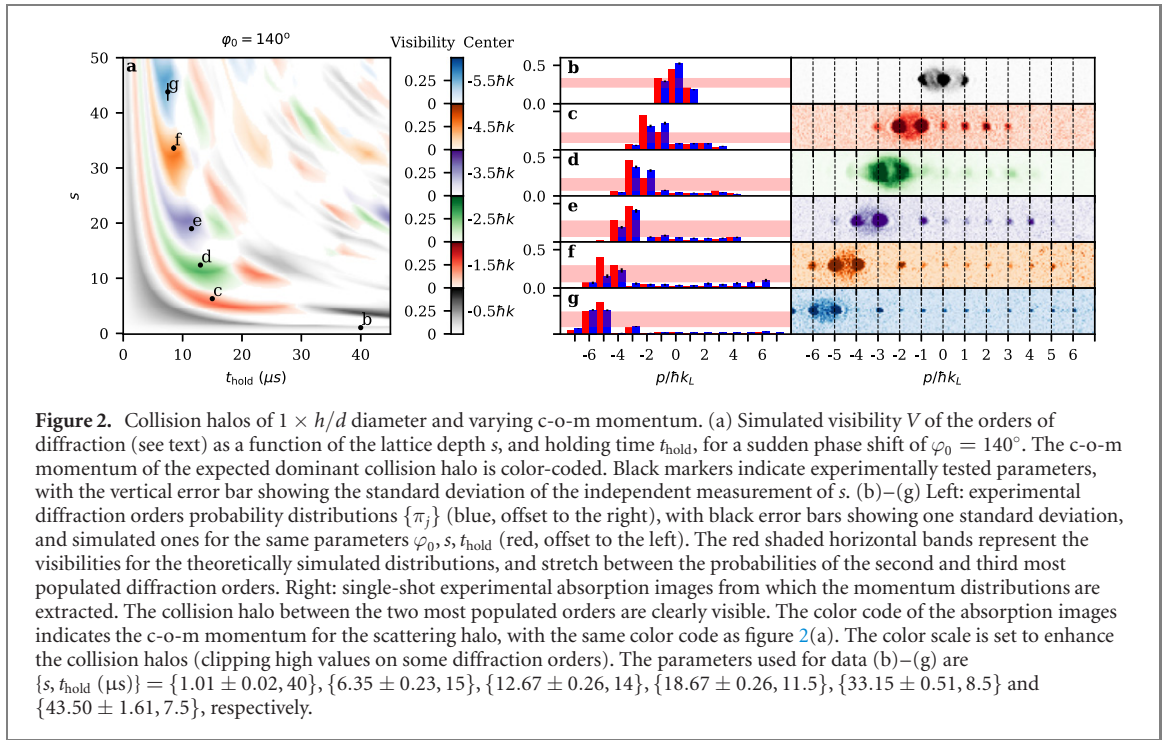 φ₀ = 140°
Visibility Center
a
g
f
e
d
c
b
50
40
30
20
10
0
s
0 10 20 30 40
t_hold (μs)
0.25 -5.5ħk
0
0.25 -4.5ħk
0
0.25 -3.5ħk
0
0.25 -2.5ħk
0
0.25 -1.5ħk
0
0.25 -0.5ħk
0
0.5 b
0.0
c
0.5 d
0.0
e
0.5 f
0.0
0.5 g
0.0
-6 -4 -2 0 2 4 6
p/ħk_L
-6 -5 -4 -3 -2 -1 0 1 2 3 4 5 6
p/ħk_L
Figure 2. Collision halos of 1 × h/d diameter and varying c-o-m momentum. (a) Simulated visibility V of the orders of
diffraction (see text) as a function of the lattice depth s, and holding time t_hold, for a sudden phase shift of φ₀ = 140°. The c-o-m
momentum of the expected dominant collision halo is color-coded. Black markers indicate experimentally tested parameters,
with the vertical error bar showing the standard deviation of the independent measurement of s. (b)–(g) Left: experimental
diffraction orders probability distributions {π_j} (blue, offset to the right), with black error bars showing one standard deviation,
and simulated ones for the same parameters φ₀, s, t_hold (red, offset to the left). The red shaded horizontal bands represent the
visibilities for the theoretically simulated distributions, and stretch between the probabilities of the second and third most
populated diffraction orders. Right: single-shot experimental absorption images from which the momentum distributions are
extracted. The collision halo between the two most populated orders are clearly visible. The color code of the absorption images
indicates the c-o-m momentum for the scattering halo, with the same color code as figure 2(a). The color scale is set to enhance
the collision halos (clipping high values on some diffraction orders). The parameters used for data (b)–(g) are
{s, t_hold (μs)} = {1.01 ± 0.02, 40}, {6.35 ± 0.23, 15}, {12.67 ± 0.26, 14}, {18.67 ± 0.26, 11.5}, {33.15 ± 0.51, 8.5} and
{43.50 ± 1.61, 7.5}, respectively.